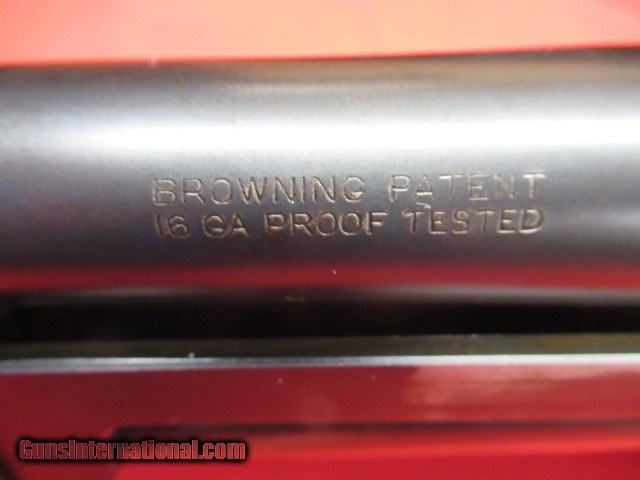 BROWNING PATENT
16 GA PROOF TESTED
GunsInternational.com